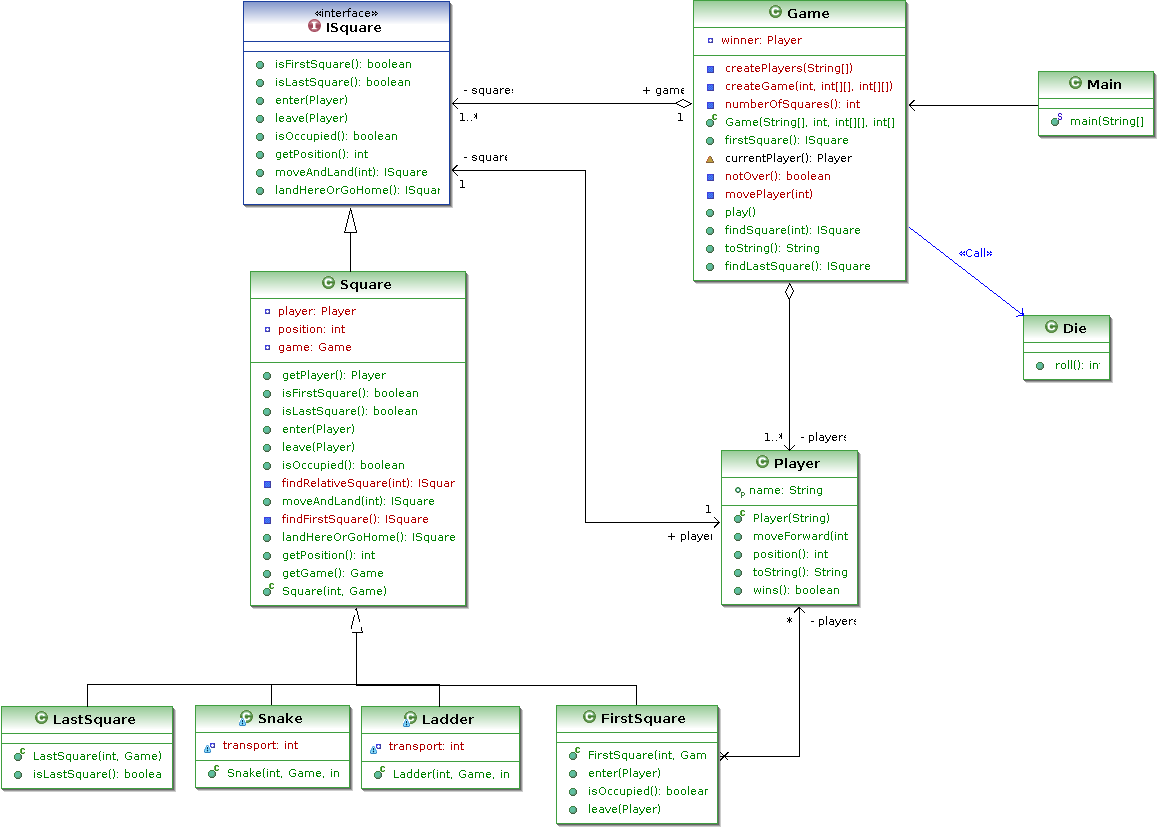 «interface»
ISquare
isFirstSquare(): boolean
isLastSquare(): boolean
enter(Player)
leave(Player)
isOccupied(): boolean
getPosition(): int
moveAndLand(int): ISquare
landHereOrGoHome(): ISquar
- squares
1..*
+ game
1
- square
1
Game
winner: Player
createPlayers(String[])
createGame(int, int[][], int[][])
numberOfSquares(): int
Game(String[], int, int[][], int[]
firstSquare(): ISquare
currentPlayer(): Player
notOver(): boolean
movePlayer(int)
play()
findSquare(int): ISquare
toString(): String
findLastSquare(): ISquare
Main
main(String[]
«Call»
Die
roll(): int
Square
player: Player
position: int
game: Game
getPlayer(): Player
isFirstSquare(): boolean
isLastSquare(): boolean
enter(Player)
leave(Player)
isOccupied(): boolean
findRelativeSquare(int): ISquar
moveAndLand(int): ISquare
findFirstSquare(): ISquare
landHereOrGoHome(): ISquare
getPosition(): int
getGame(): Game
Square(int, Game)
1..*
- players
1
+ player
Player
name: String
Player(String)
moveForward(int
position(): int
toString(): String
wins(): boolean
*
- players
LastSquare
LastSquare(int, Game)
isLastSquare(): boolea
Snake
transport: int
Snake(int, Game, in
Ladder
transport: int
Ladder(int, Game, in
FirstSquare
FirstSquare(int, Gam
enter(Player)
isOccupied(): boolear
leave(Player)